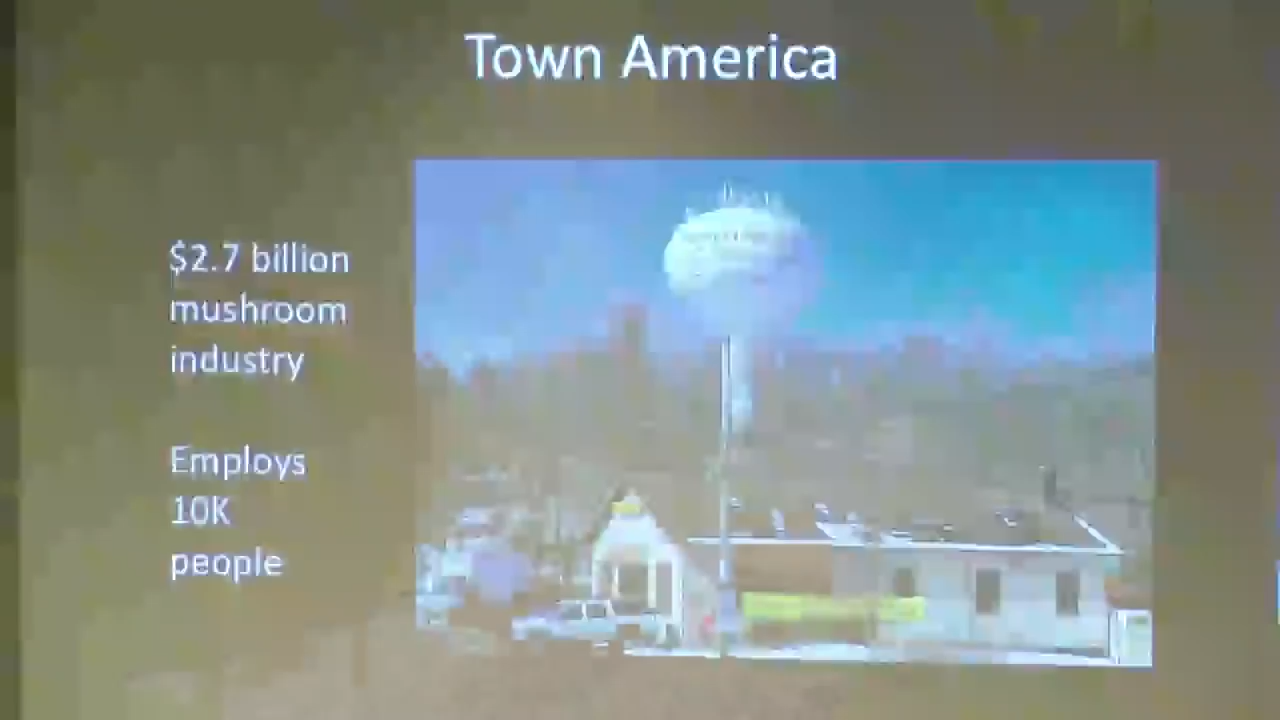 Town America
$2.7 billion
mushroom
industry
Employs
10K
people